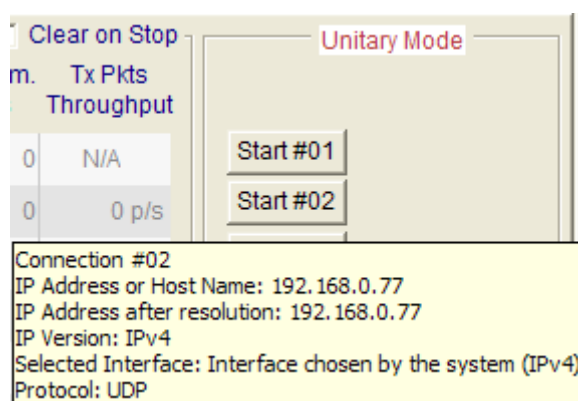 Clear on Stop
Unitary Mode
m. Tx Pkts
Throughput
0 N/A
Start #01
0 0 p/s
Start #02
Connection #02
IP Address or Host Name: 192.168.0.77
IP Address after resolution: 192.168.0.77
IP Version: IPv4
Selected Interface: Interface chosen by the system (IPv4)
Protocol: UDP